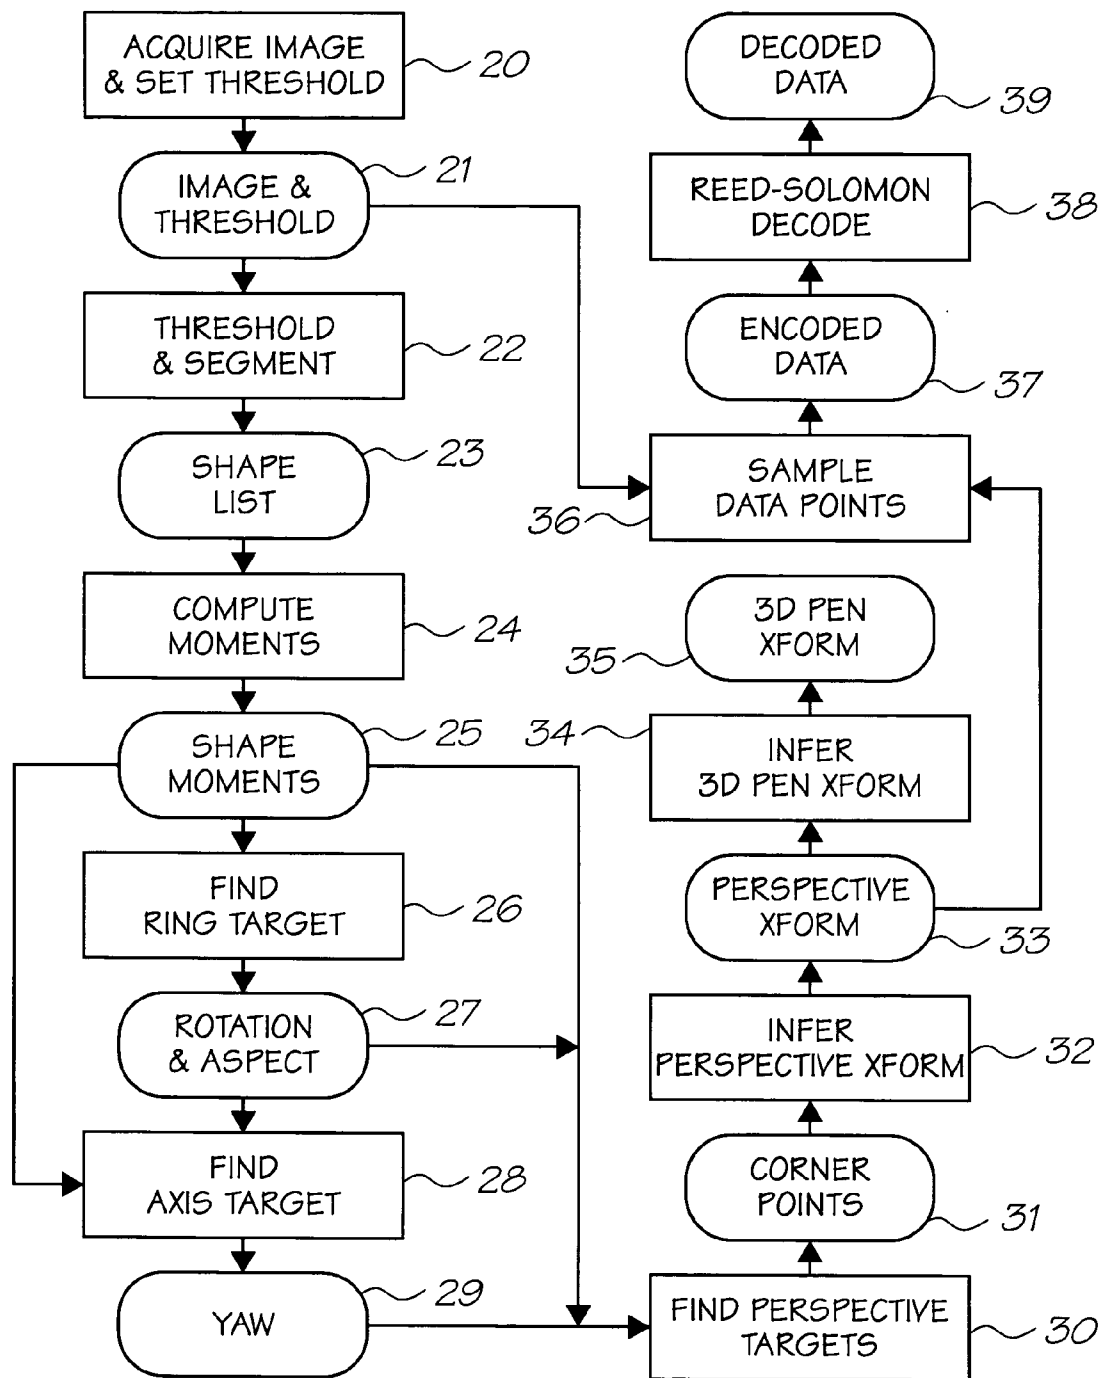 ACQUIRE IMAGE
& SET THRESHOLD
20
IMAGE &
THRESHOLD
21
THRESHOLD
& SEGMENT
22
SHAPE
LIST
23
COMPUTE
MOMENTS
24
SHAPE
MOMENTS
25
FIND
RING TARGET
26
ROTATION
& ASPECT
27
FIND
AXIS TARGET
28
YAW
29
DECODED
DATA
39
REED-SOLOMON
DECODE
38
ENCODED
DATA
37
SAMPLE
DATA POINTS
36
3D PEN
XFORM
35
INFER
3D PEN XFORM
34
PERSPECTIVE
XFORM
33
INFER
PERSPECTIVE XFORM
32
CORNER
POINTS
31
FIND PERSPECTIVE
TARGETS
30